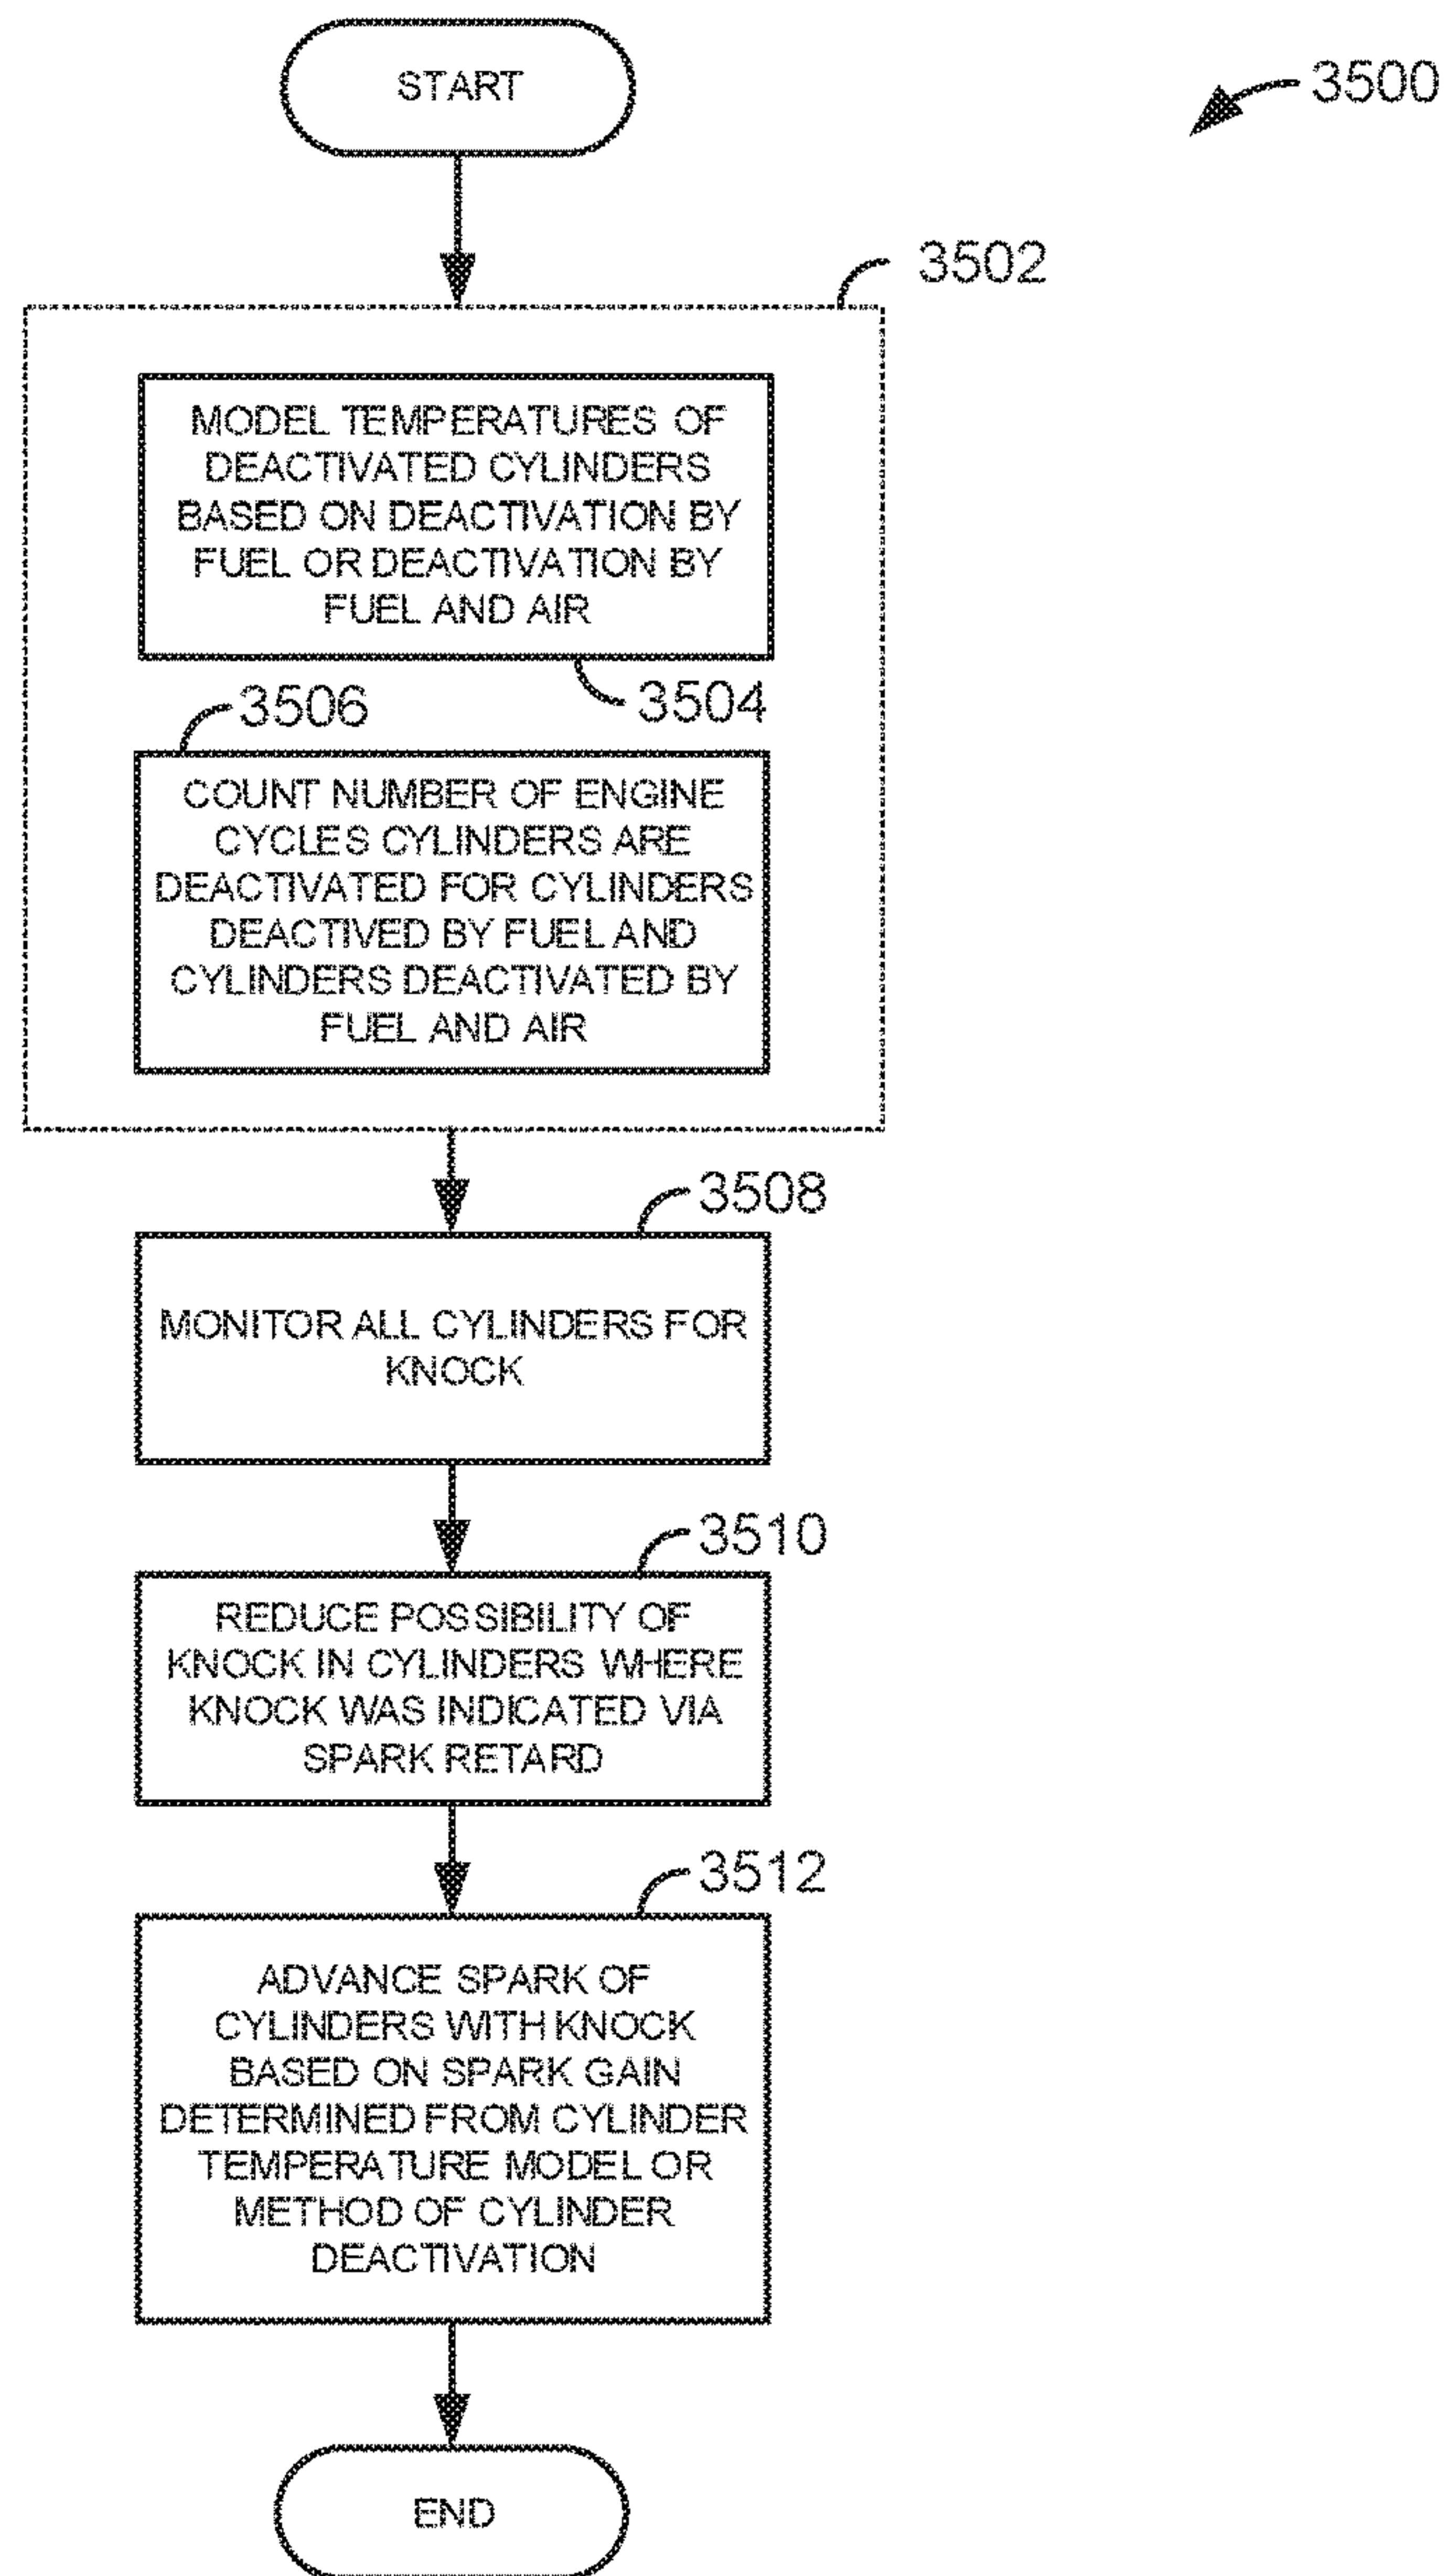 START
3500
3502
MODEL TEMPERATURES OF
DEACTIVATED CYLINDERS
BASED ON DEACTIVATION BY
FUEL OR DEACTIVATION BY
FUEL AND AIR
3504
3506
COUNT NUMBER OF ENGINE
CYCLES CYLINDERS ARE
DEACTIVATED FOR CYLINDERS
DEACTIVED BY FUEL AND
CYLINDERS DEACTIVATED BY
FUEL AND AIR
3508
MONITOR ALL CYLINDERS FOR
KNOCK
3510
REDUCE POSSIBILITY OF
KNOCK IN CYLINDERS WHERE
KNOCK WAS INDICATED VIA
SPARK RETARD
3512
ADVANCE SPARK OF
CYLINDERS WITH KNOCK
BASED ON SPARK GAIN
DETERMINED FROM CYLINDER
TEMPERATURE MODEL OR
METHOD OF CYLINDER
DEACTIVATION
END